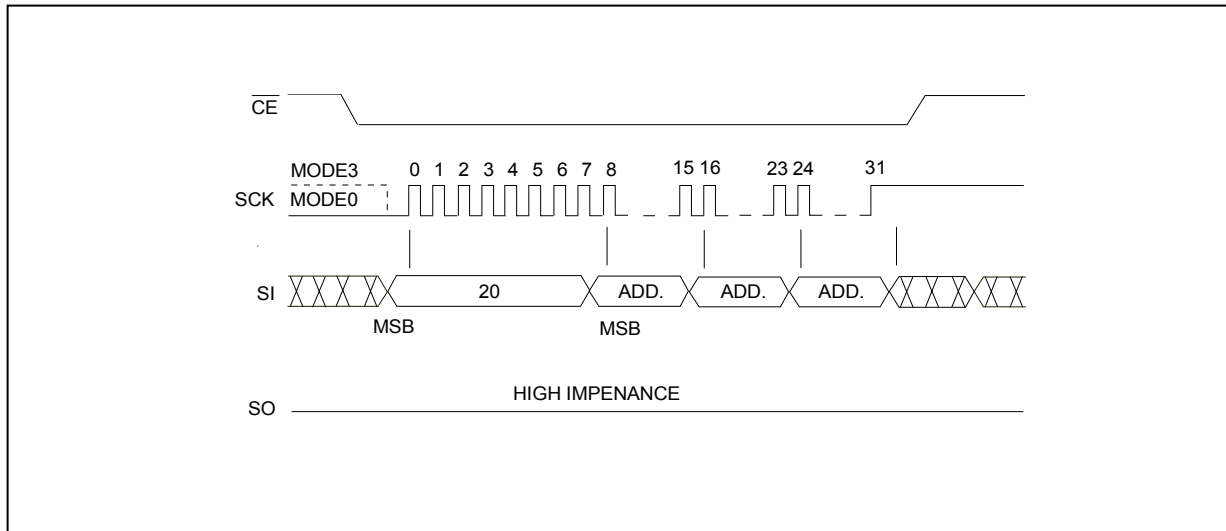 CE
MODE3
0 1 2 3 4 5 6 7 8 15 16 23 24 31
SCK
MODE0
SI
20 ADD. ADD. ADD.
MSB MSB
HIGH IMPENANCE
SO